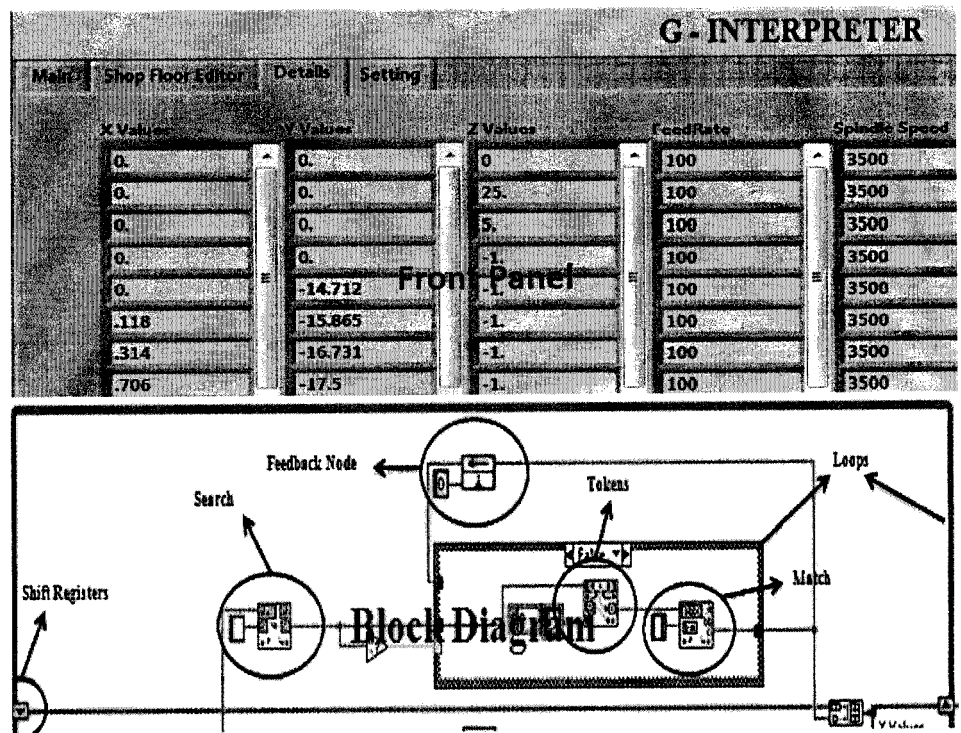 G - INTERPRETER
Main Shop Floor Editor Details Setting
X Values Y Values Z Values FeedRate Spindle Speed
0. 0. 0 100 3500
0. 0. 25. 100 3500
0. 0. 5. 100 3500
0. 0. -1. 100 3500
Front Panel
0. -14.712 -1. 100 3500
.118 -15.865 -1. 100 3500
.314 -16.731 -1. 100 3500
.706 -17.5 -1. 100 3500
Feedback Node
Loops
Tokens
Search
0
False
Match
Shift Registers
Block Diagram
X Values